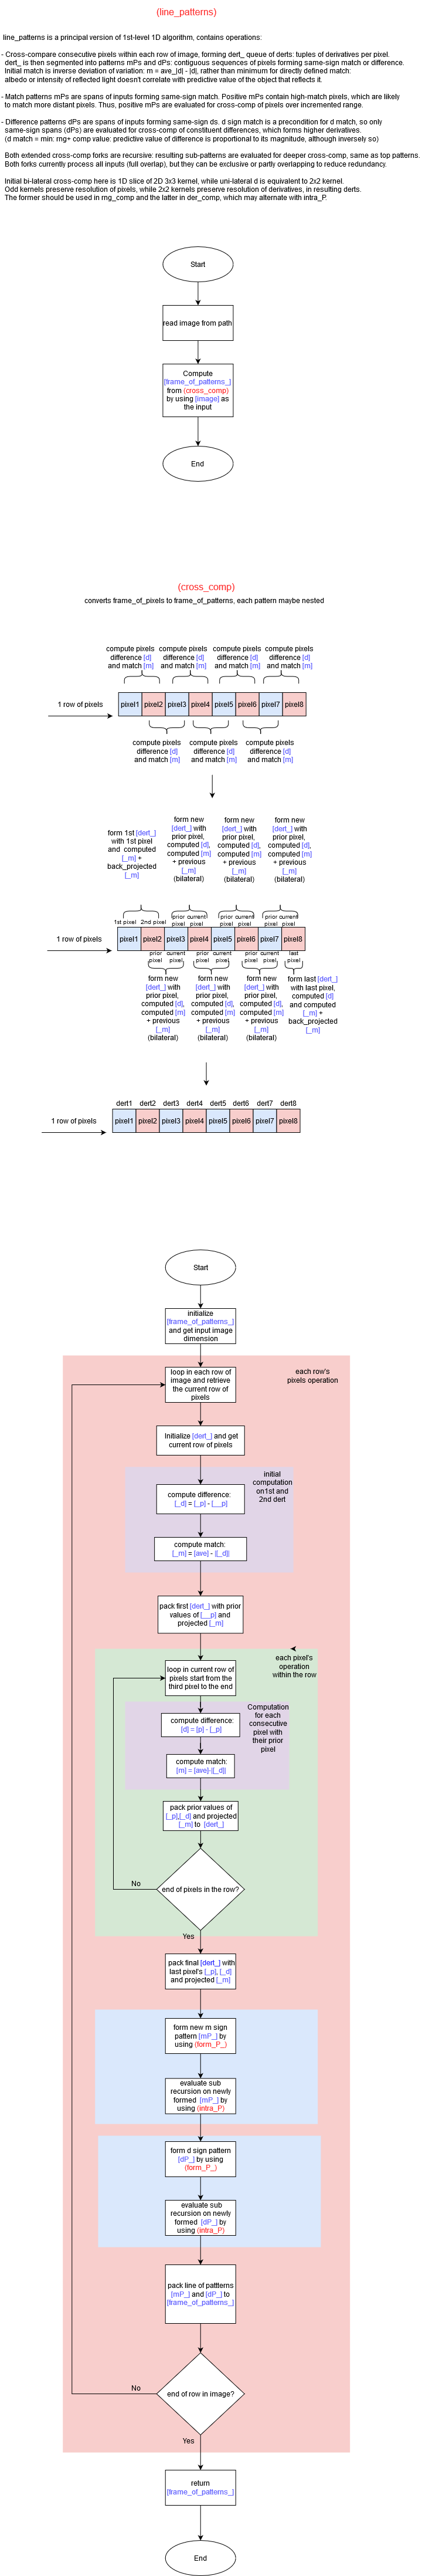 (line_patterns)
line_patterns is a principal version of 1st-level 1D algorithm, contains operations:
- Cross-compare consecutive pixels within each row of image, forming dert_ queue of derts: tuples of derivatives per pixel.
dert_ is then segmented into patterns mPs and dPs: contiguous sequences of pixels forming same-sign match or difference.
Initial match is inverse deviation of variation: m = ave_|d| - |d|, rather than minimum for directly defined match:
albedo or intensity of reflected light doesn't correlate with predictive value of the object that reflects it.
- Match patterns mPs are spans of inputs forming same-sign match. Positive mPs contain high-match pixels, which are likely
to match more distant pixels. Thus, positive mPs are evaluated for cross-comp of pixels over incremented range.
- Difference patterns dPs are spans of inputs forming same-sign ds. d sign match is a precondition for d match, so only
same-sign spans (dPs) are evaluated for cross-comp of constituent differences, which forms higher derivatives.
(d match = min: rng+ comp value: predictive value of difference is proportional to its magnitude, although inversely so)
Both extended cross-comp forks are recursive: resulting sub-patterns are evaluated for deeper cross-comp, same as top patterns.
Both forks currently process all inputs (full overlap), but they can be exclusive or partly overlapping to reduce redundancy.
Initial bi-lateral cross-comp here is 1D slice of 2D 3x3 kernel, while uni-lateral d is equivalent to 2x2 kernel.
Odd kernels preserve resolution of pixels, while 2x2 kernels preserve resolution of derivatives, in resulting derts.
The former should be used in rng_comp and the latter in der_comp, which may alternate with intra_P.
Start
read image from path
Compute
[frame_of_patterns_]
from (cross_comp)
by using [image] as
the input
End
(cross_comp)
converts frame_of_pixels to frame_of_patterns, each pattern maybe nested
compute pixels
difference [d]
and match [m]
compute pixels
difference [d]
and match [m]
compute pixels
difference [d]
and match [m]
compute pixels
difference [d]
and match [m]
1 row of pixels
pixel1 pixel2 pixel3 pixel4 pixel5 pixel6 pixel7 pixel8
compute pixels
difference [d]
and match [m]
compute pixels
difference [d]
and match [m]
compute pixels
difference [d]
and match [m]
form 1st [dert_]
with 1st pixel
and computed
[_m] +
back_projected
[_m]
form new
[dert_] with
prior pixel,
computed [d],
computed [m]
+ previous
[_m]
(bilateral)
form new
[dert_] with
prior pixel,
computed [d],
computed [m]
+ previous
[_m]
(bilateral)
form new
[dert_] with
prior pixel,
computed [d],
computed [m]
+ previous
[_m]
(bilateral)
1st pixel 2nd pixel
prior pixel
current pixel
prior pixel
current pixel
prior pixel
current pixel
1 row of pixels
pixel1 pixel2 pixel3 pixel4 pixel5 pixel6 pixel7 pixel8
prior pixel
current pixel
prior pixel
current pixel
prior pixel
current pixel
last pixel
form new
[dert_] with
prior pixel,
computed [d],
computed [m]
+ previous
[_m]
(bilateral)
form new
[dert_] with
prior pixel,
computed [d],
computed [m]
+ previous
[_m]
(bilateral)
form new
[dert_] with
prior pixel,
computed [d],
computed [m]
+ previous
[_m]
(bilateral)
form last [dert_]
with last pixel,
computed [d]
and computed
[_m] +
back_projected
[_m]
dert1 dert2 dert3 dert4 dert5 dert6 dert7 dert8
1 row of pixels
pixel1 pixel2 pixel3 pixel4 pixel5 pixel6 pixel7 pixel8
Start
initialize
[frame_of_patterns_]
and get input image
dimension
each row's
pixels operation
loop in each row of
image and retrieve
the current row of
pixels
Initialize [dert_] and get
current row of pixels
initial
computation
on1st and
2nd dert
compute difference:
[_d] = [_p] - [__p]
compute match:
[_m] = [ave] - |[_d]|
pack first [dert_] with prior
values of [__p] and
projected [_m]
each pixel's
operation
within the row
loop in current row of
pixels start from the
third pixel to the end
Computation
for each
consecutive
pixel with
their prior
pixel
compute difference:
[d] = [p] - [_p]
compute match:
[m] = [ave]-|[_d]|
pack prior values of
[_p],[_d] and projected
[_m] to [dert_]
end of pixels in the row?
No
Yes
pack final [dert_] with
last pixel's [_p], [_d]
and projected [_m]
form new m sign
pattern [mP_] by
using (form_P_)
evaluate sub
recursion on newly
formed [mP_] by
using (intra_P)
form d sign pattern
[dP_] by using
(form_P_)
evaluate sub
recursion on newly
formed [dP_] by
using (intra_P)
pack line of pattterns
[mP_] and [dP_] to
[frame_of_patterns_]
No
end of row in image?
Yes
return
[frame_of_patterns_]
End